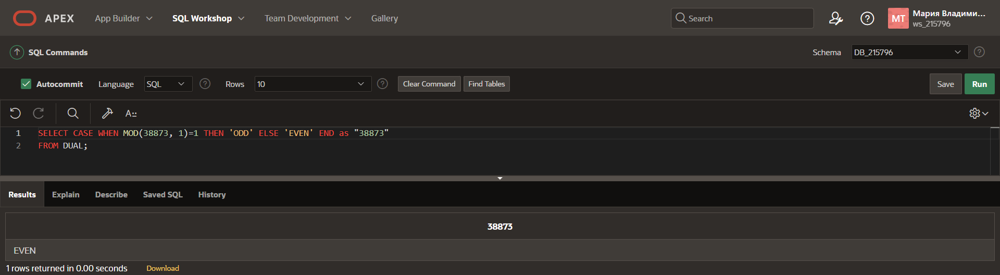 APEX App Builder SQL Workshop Team Development Gallery Search ? MT Мария Владими...
ws_215796
SQL Commands Schema DB_215796 ?
Autocommit Language SQL ? Rows 10 ? Clear Command Find Tables Save Run
A
1 SELECT CASE WHEN MOD(38873, 1)=1 THEN 'ODD' ELSE 'EVEN' END as "38873"
2 FROM DUAL;
Results Explain Describe Saved SQL History
38873
EVEN
1 rows returned in 0.00 seconds Download